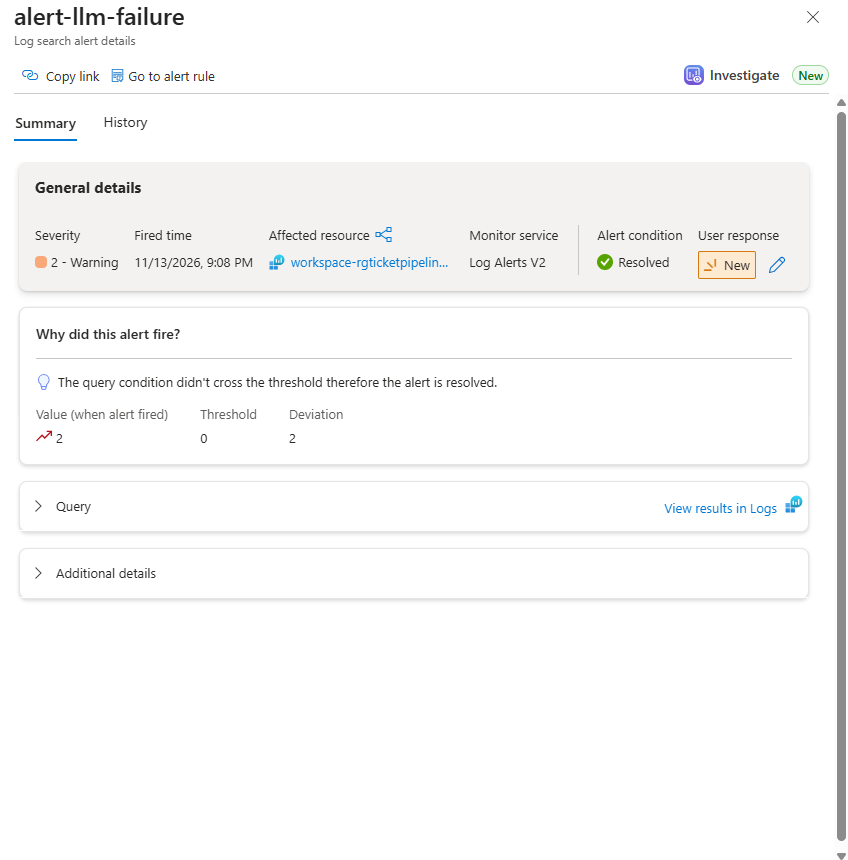 alert-llm-failure
Log search alert details
Copy link Go to alert rule Investigate New
Summary History
General details
Severity Fired time Affected resource Monitor service Alert condition User response
2 - Warning 11/13/2026, 9:08 PM workspace-rgticketpipelin... Log Alerts V2 Resolved New
Why did this alert fire?
The query condition didn't cross the threshold therefore the alert is resolved.
Value (when alert fired) Threshold Deviation
2 0 2
Query View results in Logs
Additional details